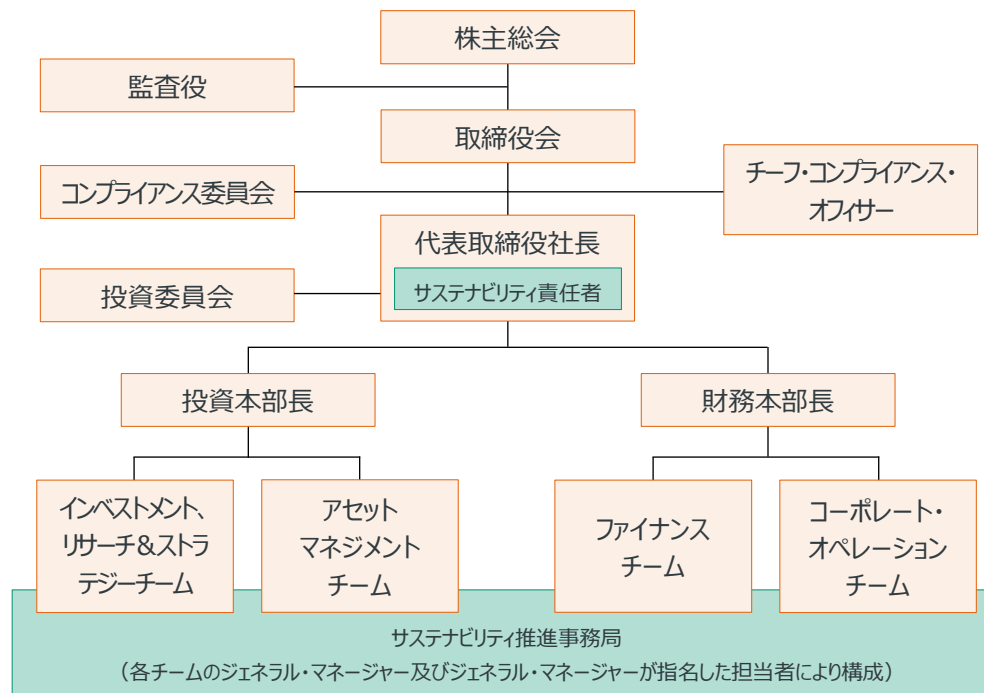 株主総会
監査役
取締役会
コンプライアンス委員会
チーフ・コンプライアンス・
オフィサー
代表取締役社長
サステナビリティ責任者
投資委員会
投資本部長
財務本部長
インベストメント、
リサーチ&ストラ
テジーチーム
アセット
マネジメント
チーム
ファイナンス
チーム
コーポレート・
オペレーション
チーム
サステナビリティ推進事務局
（各チームのジェネラル・マネージャー及びジェネラル・マネージャーが指名した担当者により構成）